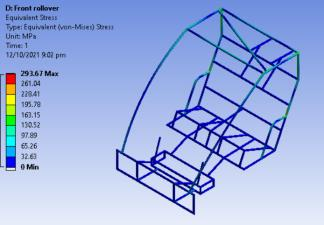 D: Front rollover
Equivalent Stress
Type: Equivalent (von-Mises) Stress
Unit: MPa
Time: 1
12/10/2021 9:02 pm
293.67 Max
261.04
228.41
195.78
163.15
130.52
97.89
65.26
32.63
0 Min